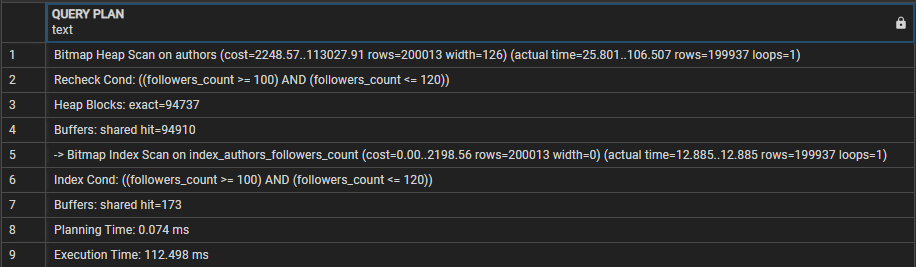 QUERY PLAN
text
1 Bitmap Heap Scan on authors (cost=2248.57..113027.91 rows=200013 width=126) (actual time=25.801..106.507 rows=199937 loops=1)
2 Recheck Cond: ((followers_count >= 100) AND (followers_count <= 120))
3 Heap Blocks: exact=94737
4 Buffers: shared hit=94910
5 -> Bitmap Index Scan on index_authors_followers_count (cost=0.00..2198.56 rows=200013 width=0) (actual time=12.885..12.885 rows=199937 loops=1)
6 Index Cond: ((followers_count >= 100) AND (followers_count <= 120))
7 Buffers: shared hit=173
8 Planning Time: 0.074 ms
9 Execution Time: 112.498 ms